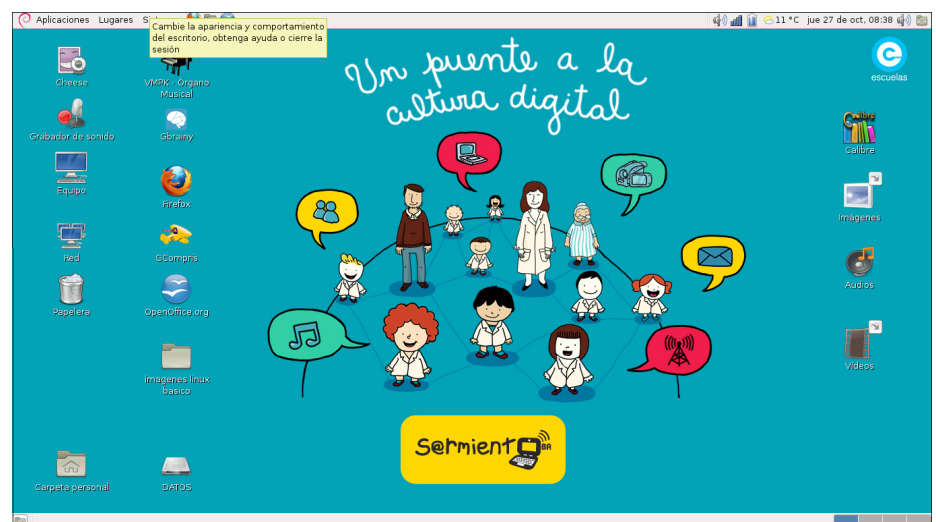 Aplicaciones Lugares
11 °C jue 27 de oct, 08:38
Cambie la apariencia y comportamiento
del escritorio, obtenga ayuda o cierre la
sesión
Un puente a la
cultura digital
escuelas
Cheese
VMPK - Órgano
Musical
Grabador de sonido
Gbrainy
Calibre
Equipo
Firefox
Imágenes
Red
GCompris
Audios
Papelera
OpenOffice.org
imagenes linux
basico
Videos
S@rmiento
BA
Carpeta personal
DATOS